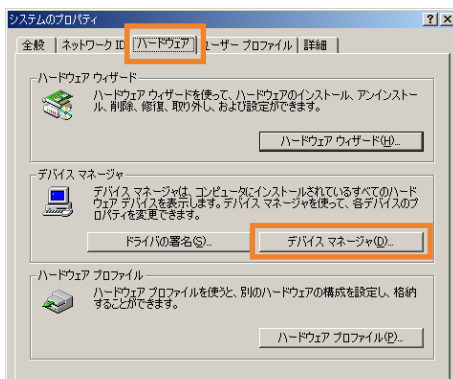 システムのプロパティ
全般 ネットワーク ID ハードウェア ユーザー プロファイル 詳細
ハードウェア ウィザード
ハードウェア ウィザードを使って、ハードウェアのインストール、アンインストー
ル、削除、修復、取り外し、および設定ができます。
ハードウェア ウィザード(H)...
デバイス マネージャ
デバイス マネージャは、コンピュータにインストールされているすべてのハード
ウェア デバイスを表示します。デバイス マネージャを使って、各デバイスのプ
ロパティを変更できます。
ドライバの署名(S)...
デバイス マネージャ(D)...
ハードウェア プロファイル
ハードウェア プロファイルを使うと、別のハードウェアの構成を設定し、格納
することができます。
ハードウェア プロファイル(P)...